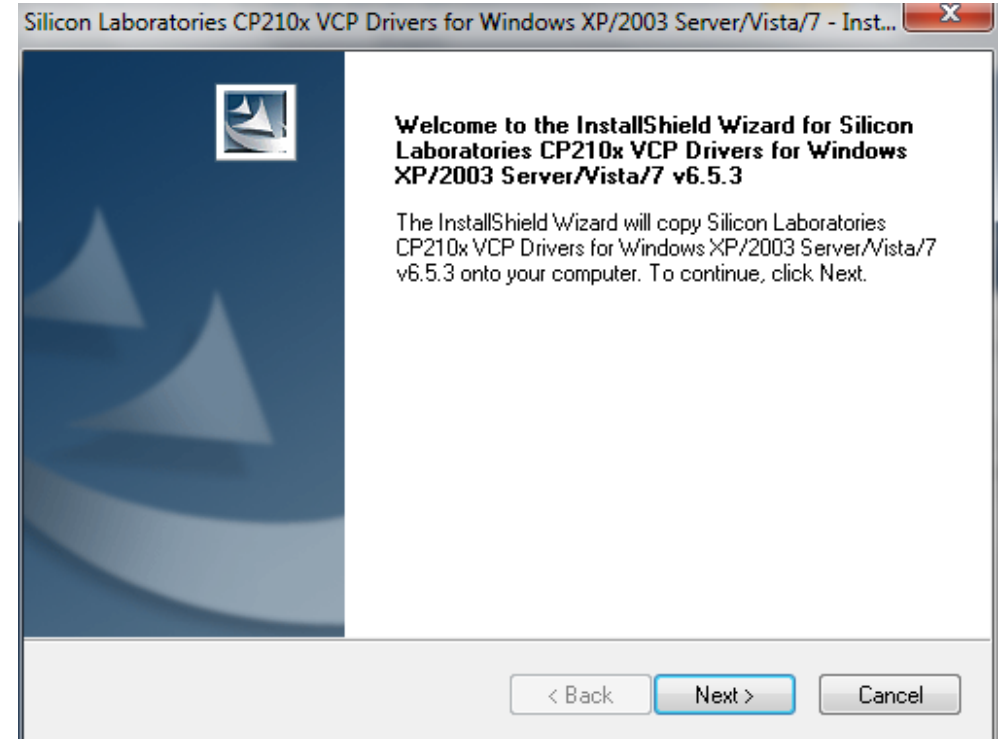 Silicon Laboratories CP210x VCP Drivers for Windows XP/2003 Server/Vista/7 - Inst...
X
Welcome to the InstallShield Wizard for Silicon
Laboratories CP210x VCP Drivers for Windows
XP/2003 Server/Vista/7 v6.5.3
The InstallShield Wizard will copy Silicon Laboratories
CP210x VCP Drivers for Windows XP/2003 Server/Vista/7
v6.5.3 onto your computer. To continue, click Next.
< Back Next > Cancel